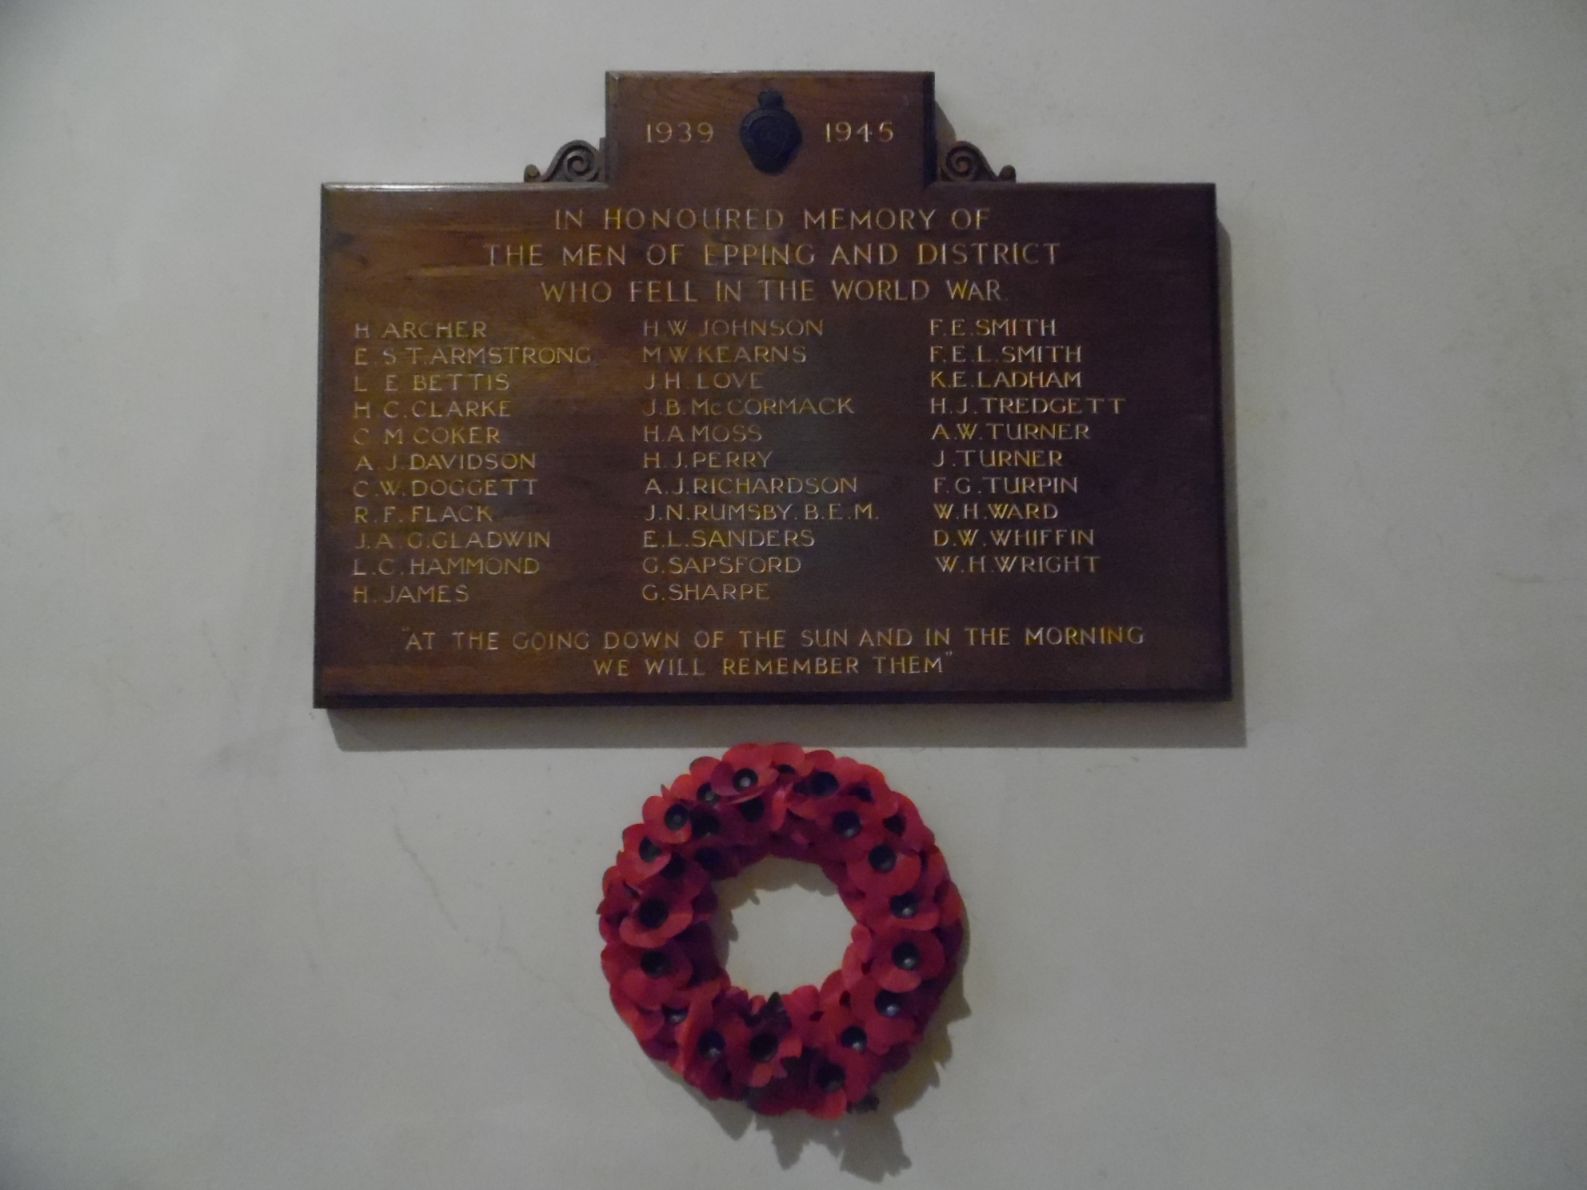 1939 1945
IN HONOURED MEMORY OF
THE MEN OF EPPING AND DISTRICT
WHO FELL IN THE WORLD WAR.
H. ARCHER
E. S T. ARMSTRONG
L. E. BETTIS
H. C. CLARKE
C. M. COKER
A. J. DAVIDSON
C. W. DOGGETT
R. F. FLACK
J. A. G. GLADWIN
L. C. HAMMOND
H. JAMES
H. W. JOHNSON
M. W. KEARNS
J. H. LOVE
J. B. McCORMACK
H. A. MOSS
H. J. PERRY
A. J. RICHARDSON
J. N. RUMSBY. B. E. M.
E. L. SANDERS
G. SAPSFORD
G. SHARPE
F. E. SMITH
F. E. L. SMITH
K. E. LADHAM
H. J. TREDGETT
A. W. TURNER
J. TURNER
F. G. TURPIN
W. H. WARD
D. W. WHIFFIN
W. H. WRIGHT
"AT THE GOING DOWN OF THE SUN AND IN THE MORNING
WE WILL REMEMBER THEM"